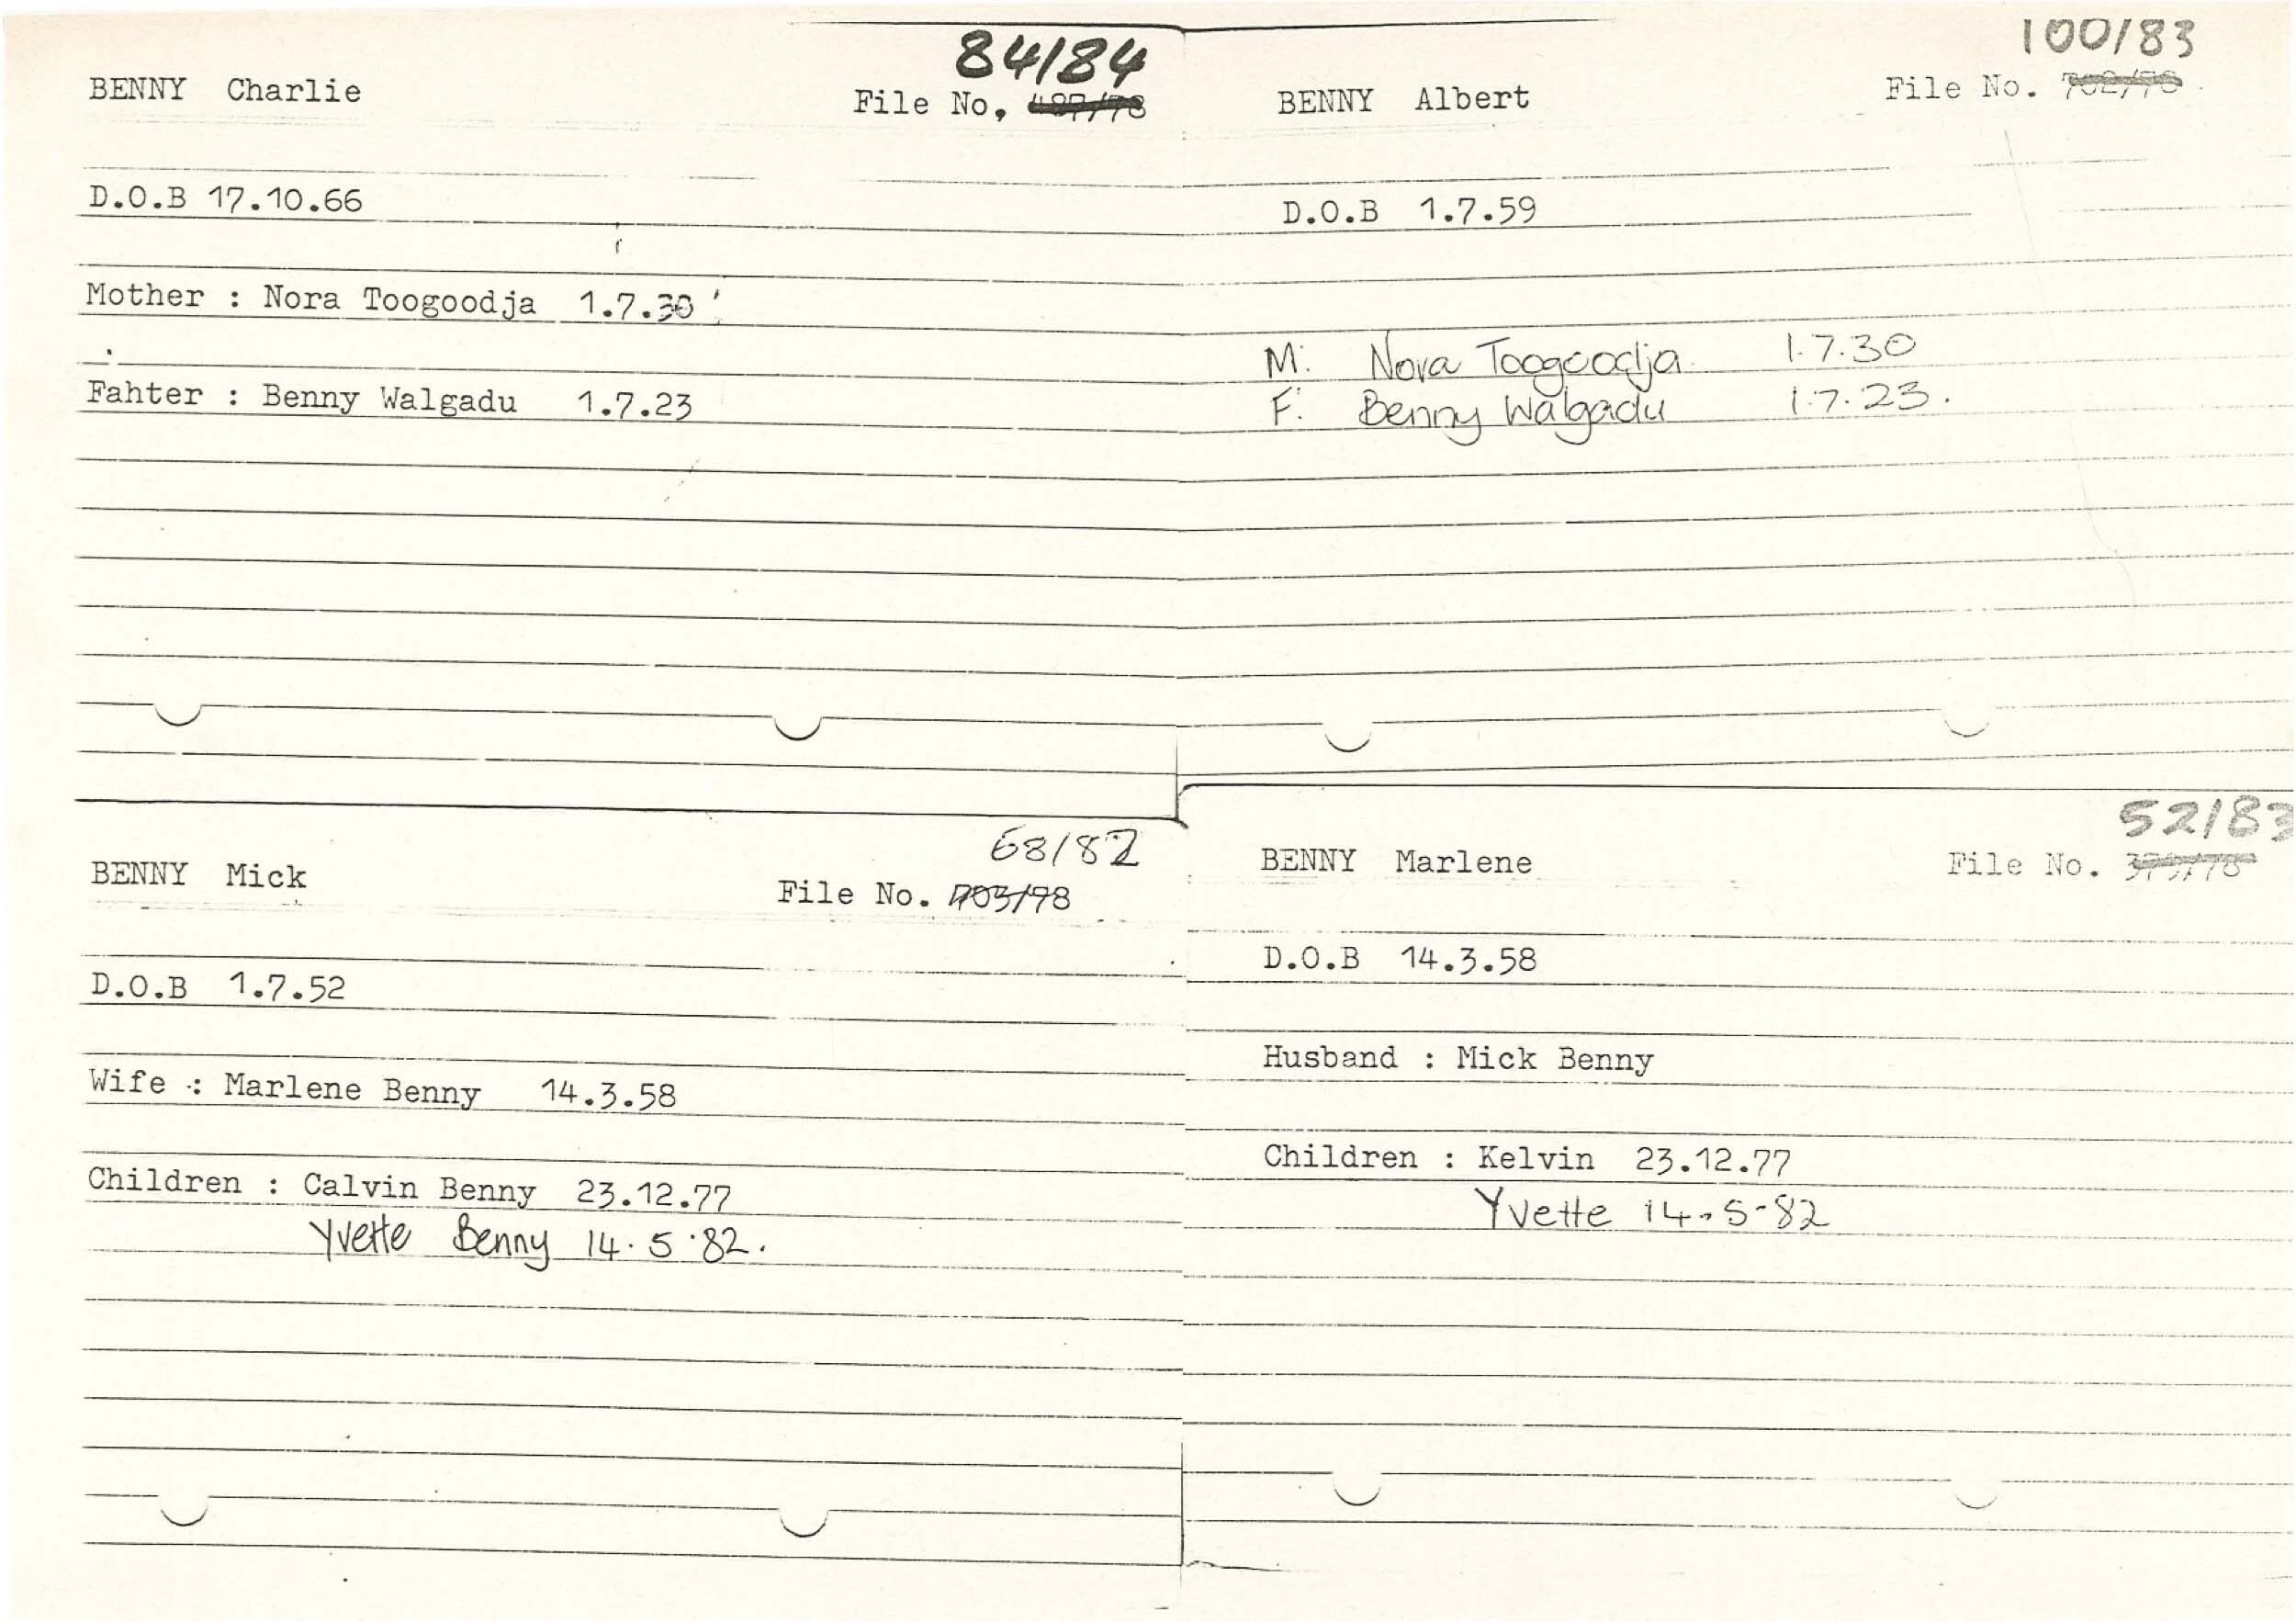 84/84
BENNY Charlie File No.
D.O.B 17.10.66
Mother : Nora Toogoodja 1.7.30
Fahter : Benny Walgadu 1.7.23
100/83
BENNY Albert File No.
D.O.B 1.7.59
M: Nora Toogoodja 1.7.30
F: Benny Walgadu 1.7.23.
68/82
BENNY Mick File No. 703/78
D.O.B 1.7.52
Wife : Marlene Benny 14.3.58
Children : Calvin Benny 23.12.77
Yvette Benny 14.5.82.
52/83
BENNY Marlene File No.
D.O.B 14.3.58
Husband : Mick Benny
Children : Kelvin 23.12.77
Yvette 14.5-82